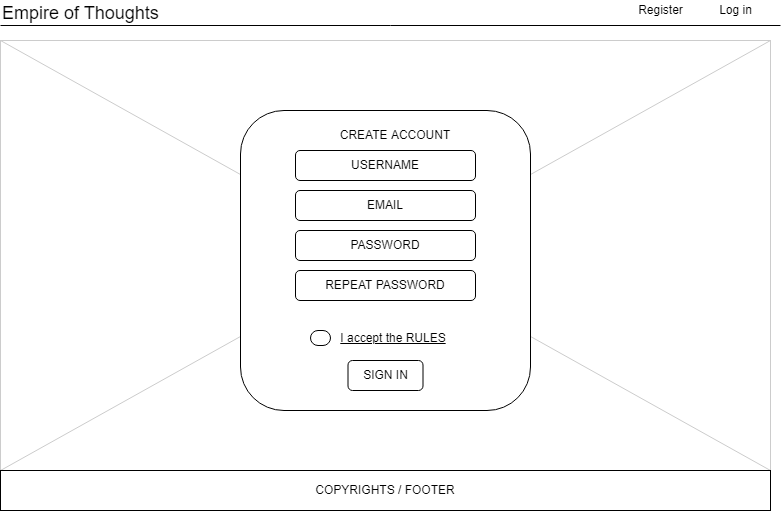 Empire of Thoughts
Register
Log in
CREATE ACCOUNT
USERNAME
EMAIL
PASSWORD
REPEAT PASSWORD
I accept the RULES
SIGN IN
COPYRIGHTS / FOOTER